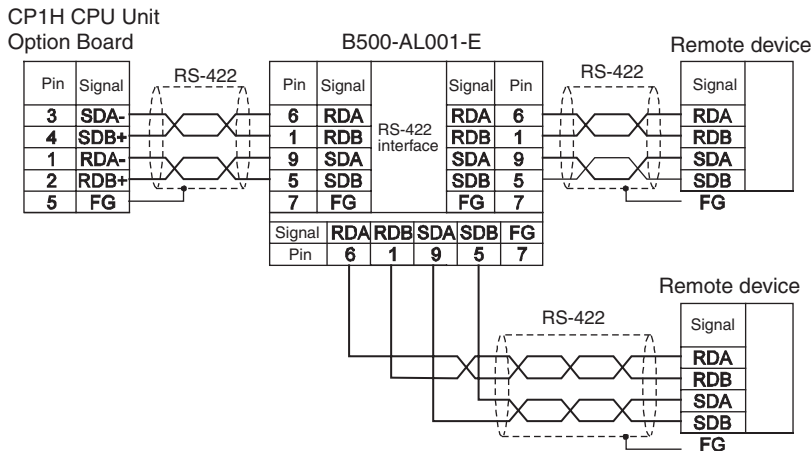 CP1H CPU Unit
Option Board
B500-AL001-E
Remote device
Pin Signal
RS-422
Pin Signal
Signal Pin
RS-422
Signal
3 SDA-
4 SDB+
1 RDA-
2 RDB+
5 FG
6 RDA
1 RDB
9 SDA
5 SDB
7 FG
RS-422
interface
RDA 6
RDB 1
SDA 9
SDB 5
FG 7
RDA
RDB
SDA
SDB
FG
Signal RDA RDB SDA SDB FG
Pin 6 1 9 5 7
Remote device
RS-422
Signal
RDA
RDB
SDA
SDB
FG